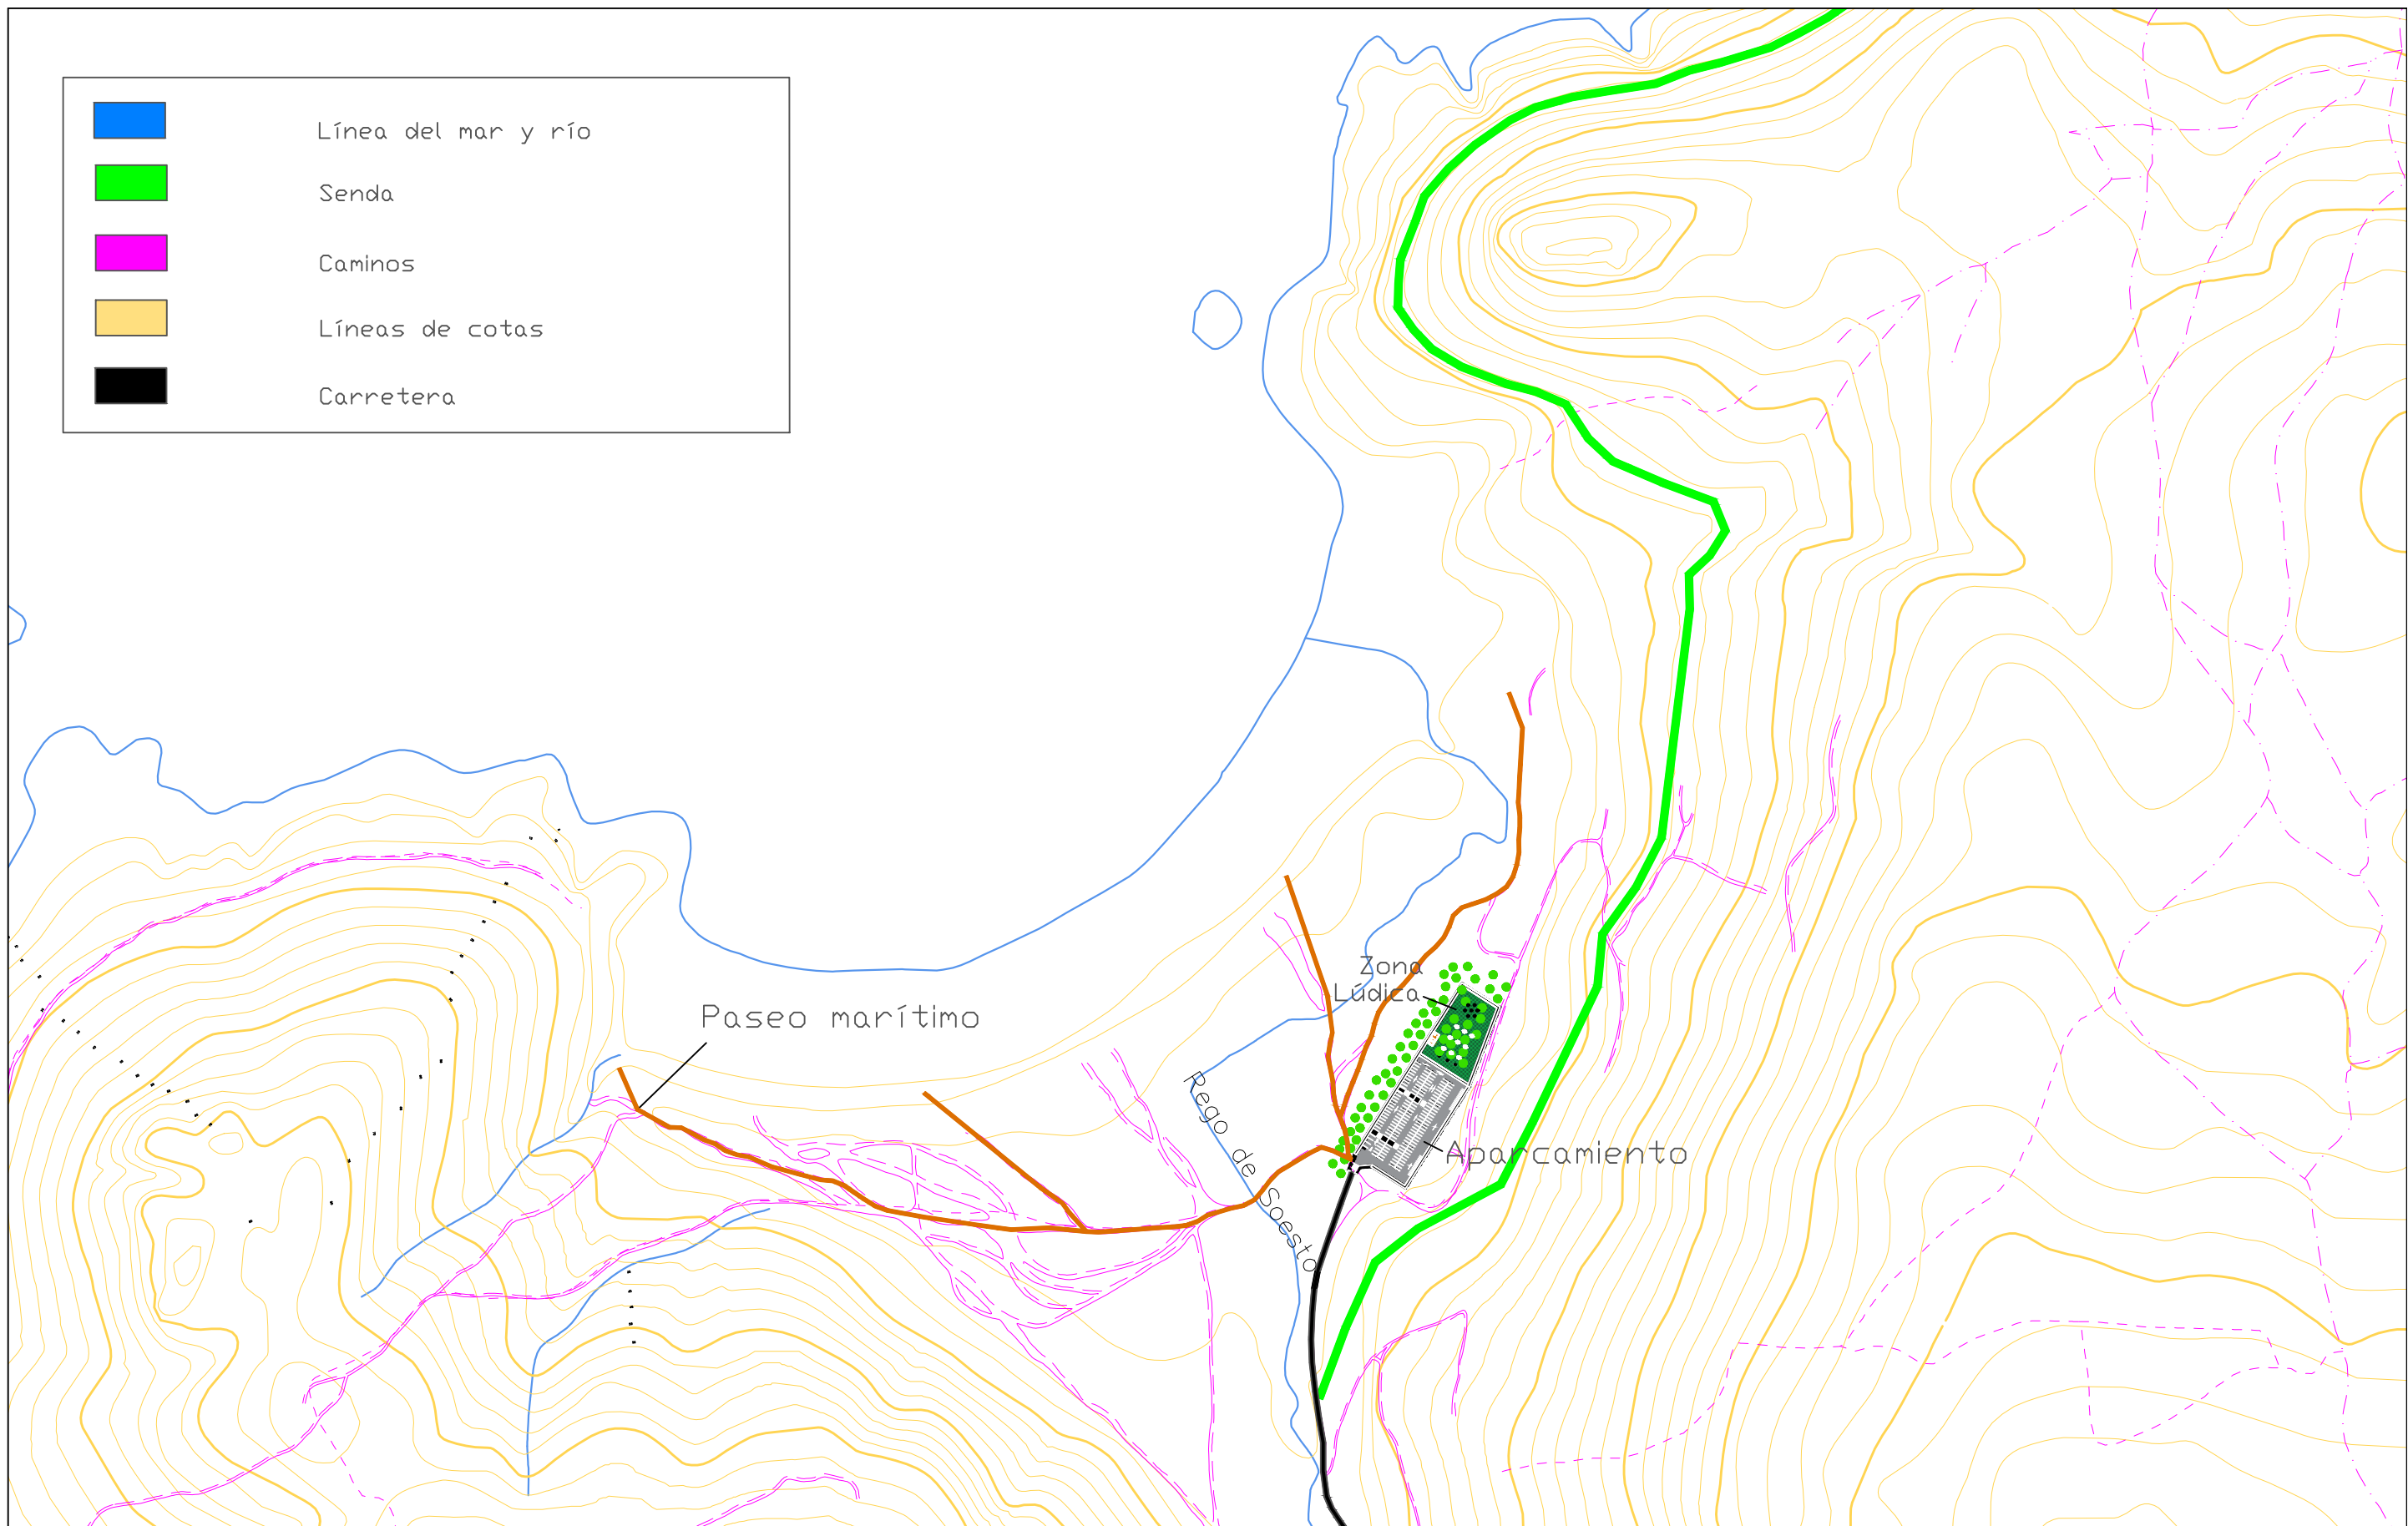 Línea del mar y río
Senda
Caminos
Líneas de cotas
Carretera
Zona
Lúdica
Paseo marítimo
Rego de Soesto
Aparcamiento